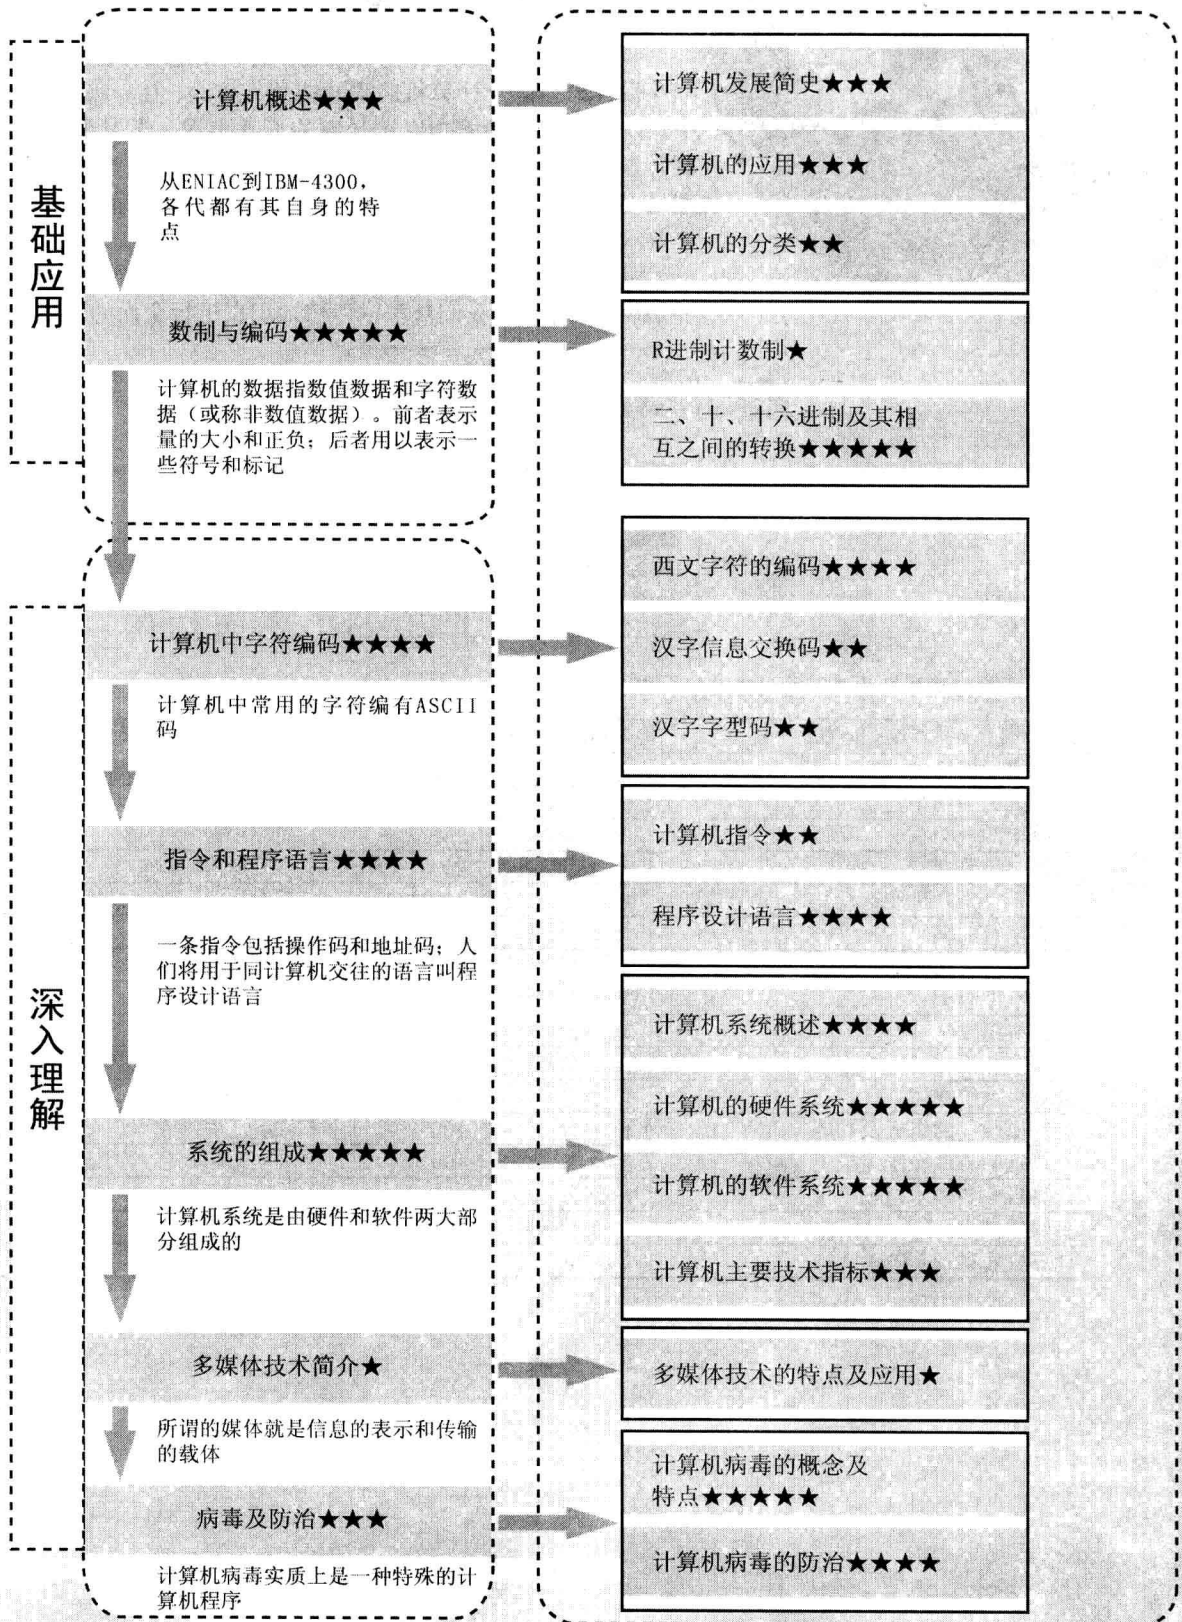 基础应用
计算机概述★★★
从ENIAC到IBM-4300，
各代都有其自身的特
点
数制与编码★★★★★
计算机的数据指数值数据和字符数
据（或称非数值数据）。前者表示
量的大小和正负；后者用以表示一
些符号和标记
计算机发展简史★★★
计算机的应用★★★
计算机的分类★★
R进制计数制★
二、十、十六进制及其相
互之间的转换★★★★★
深入理解
计算机中字符编码★★★★
计算机中常用的字符编有ASCII
码
指令和程序语言★★★★
一条指令包括操作码和地址码；人
们将用于同计算机交往的语言叫程
序设计语言
系统的组成★★★★★
计算机系统是由硬件和软件两大部
分组成的
多媒体技术简介★
所谓的媒体就是信息的表示和传输
的载体
病毒及防治★★★
计算机病毒实质上是一种特殊的计
算机程序
西文字符的编码★★★★
汉字信息交换码★★
汉字字型码★★
计算机指令★★
程序设计语言★★★★
计算机系统概述★★★★
计算机的硬件系统★★★★★
计算机的软件系统★★★★★
计算机主要技术指标★★★
多媒体技术的特点及应用★
计算机病毒的概念及
特点★★★★★
计算机病毒的防治★★★★